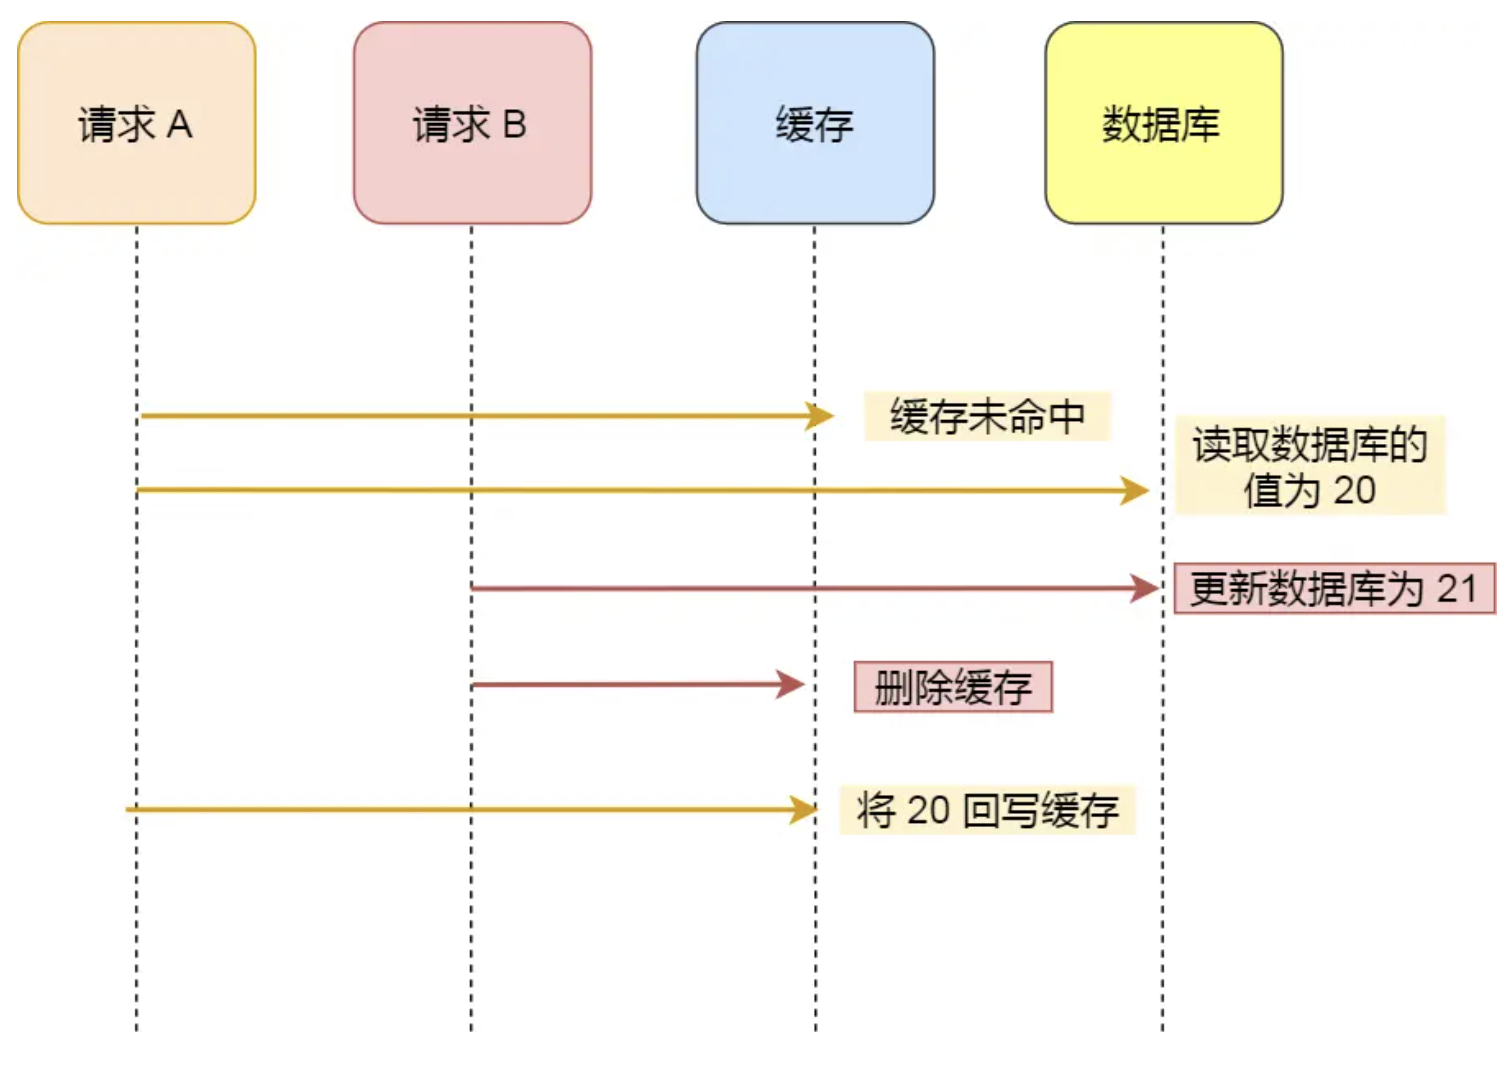 请求 A
请求 B
缓存
数据库
缓存未命中
读取数据库的
值为 20
更新数据库为 21
删除缓存
将 20 回写缓存